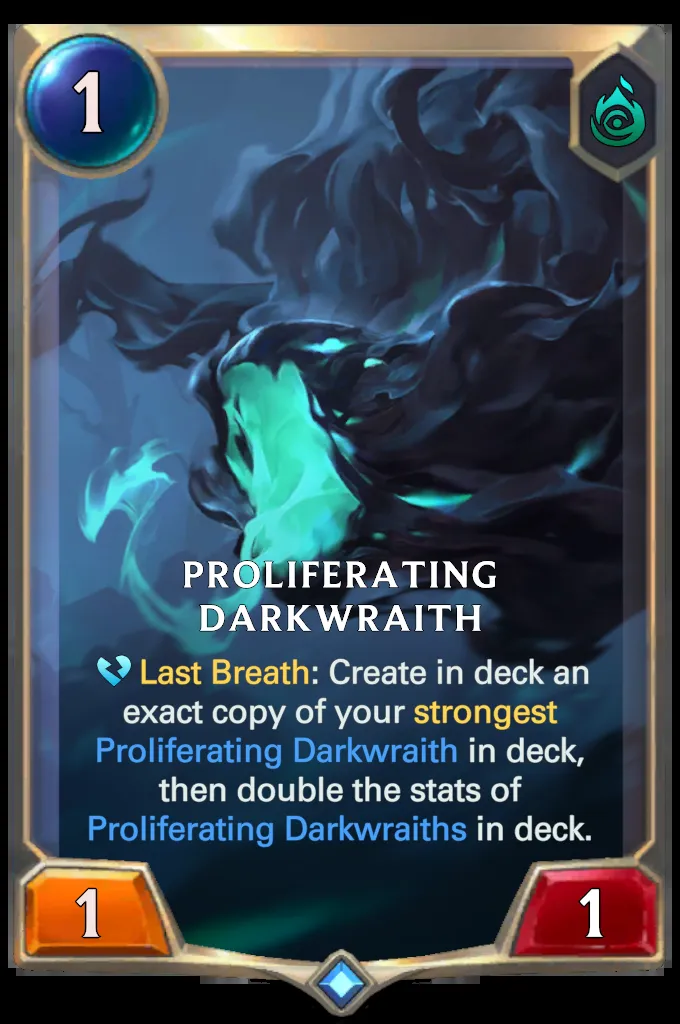 1
PROLIFERATING
DARKWRAITH
Last Breath: Create in deck an
exact copy of your strongest
Proliferating Darkwraith in deck,
then double the stats of
Proliferating Darkwraiths in deck.
1
1